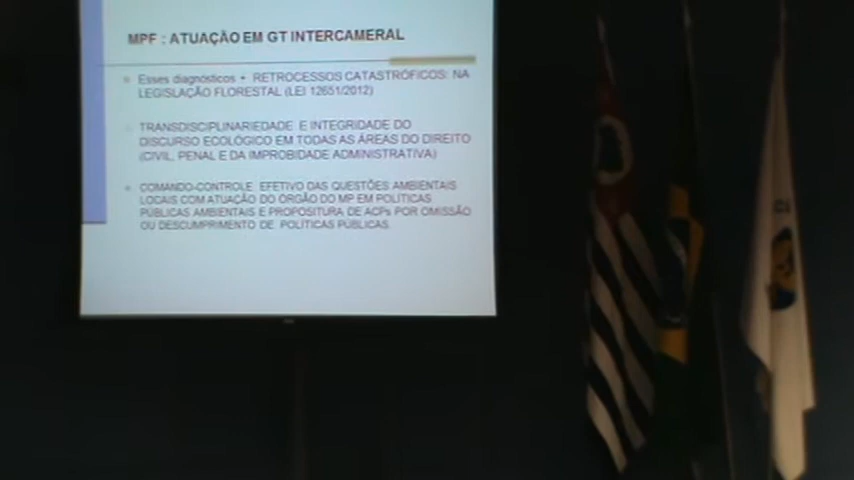 MPF : ATUAÇÃO EM GT INTERCAMERAL
Esses diagnósticos + RETROCESSOS CATASTRÓFICOS: NA
LEGISLAÇÃO FLORESTAL (LEI 12651/2012)
TRANSDISCIPLINARIEDADE E INTEGRIDADE DO
DISCURSO ECOLÓGICO EM TODAS AS ÁREAS DO DIREITO
(CIVIL, PENAL E DA IMPROBIDADE ADMINISTRATIVA)
COMANDO-CONTROLE EFETIVO DAS QUESTÕES AMBIENTAIS
LOCAIS COM ATUAÇÃO DO ÓRGÃO DO MP EM POLÍTICAS
PÚBLICAS AMBIENTAIS E PROPOSITURA DE ACPs POR OMISSÃO
OU DESCUMPRIMENTO DE POLÍTICAS PÚBLICAS